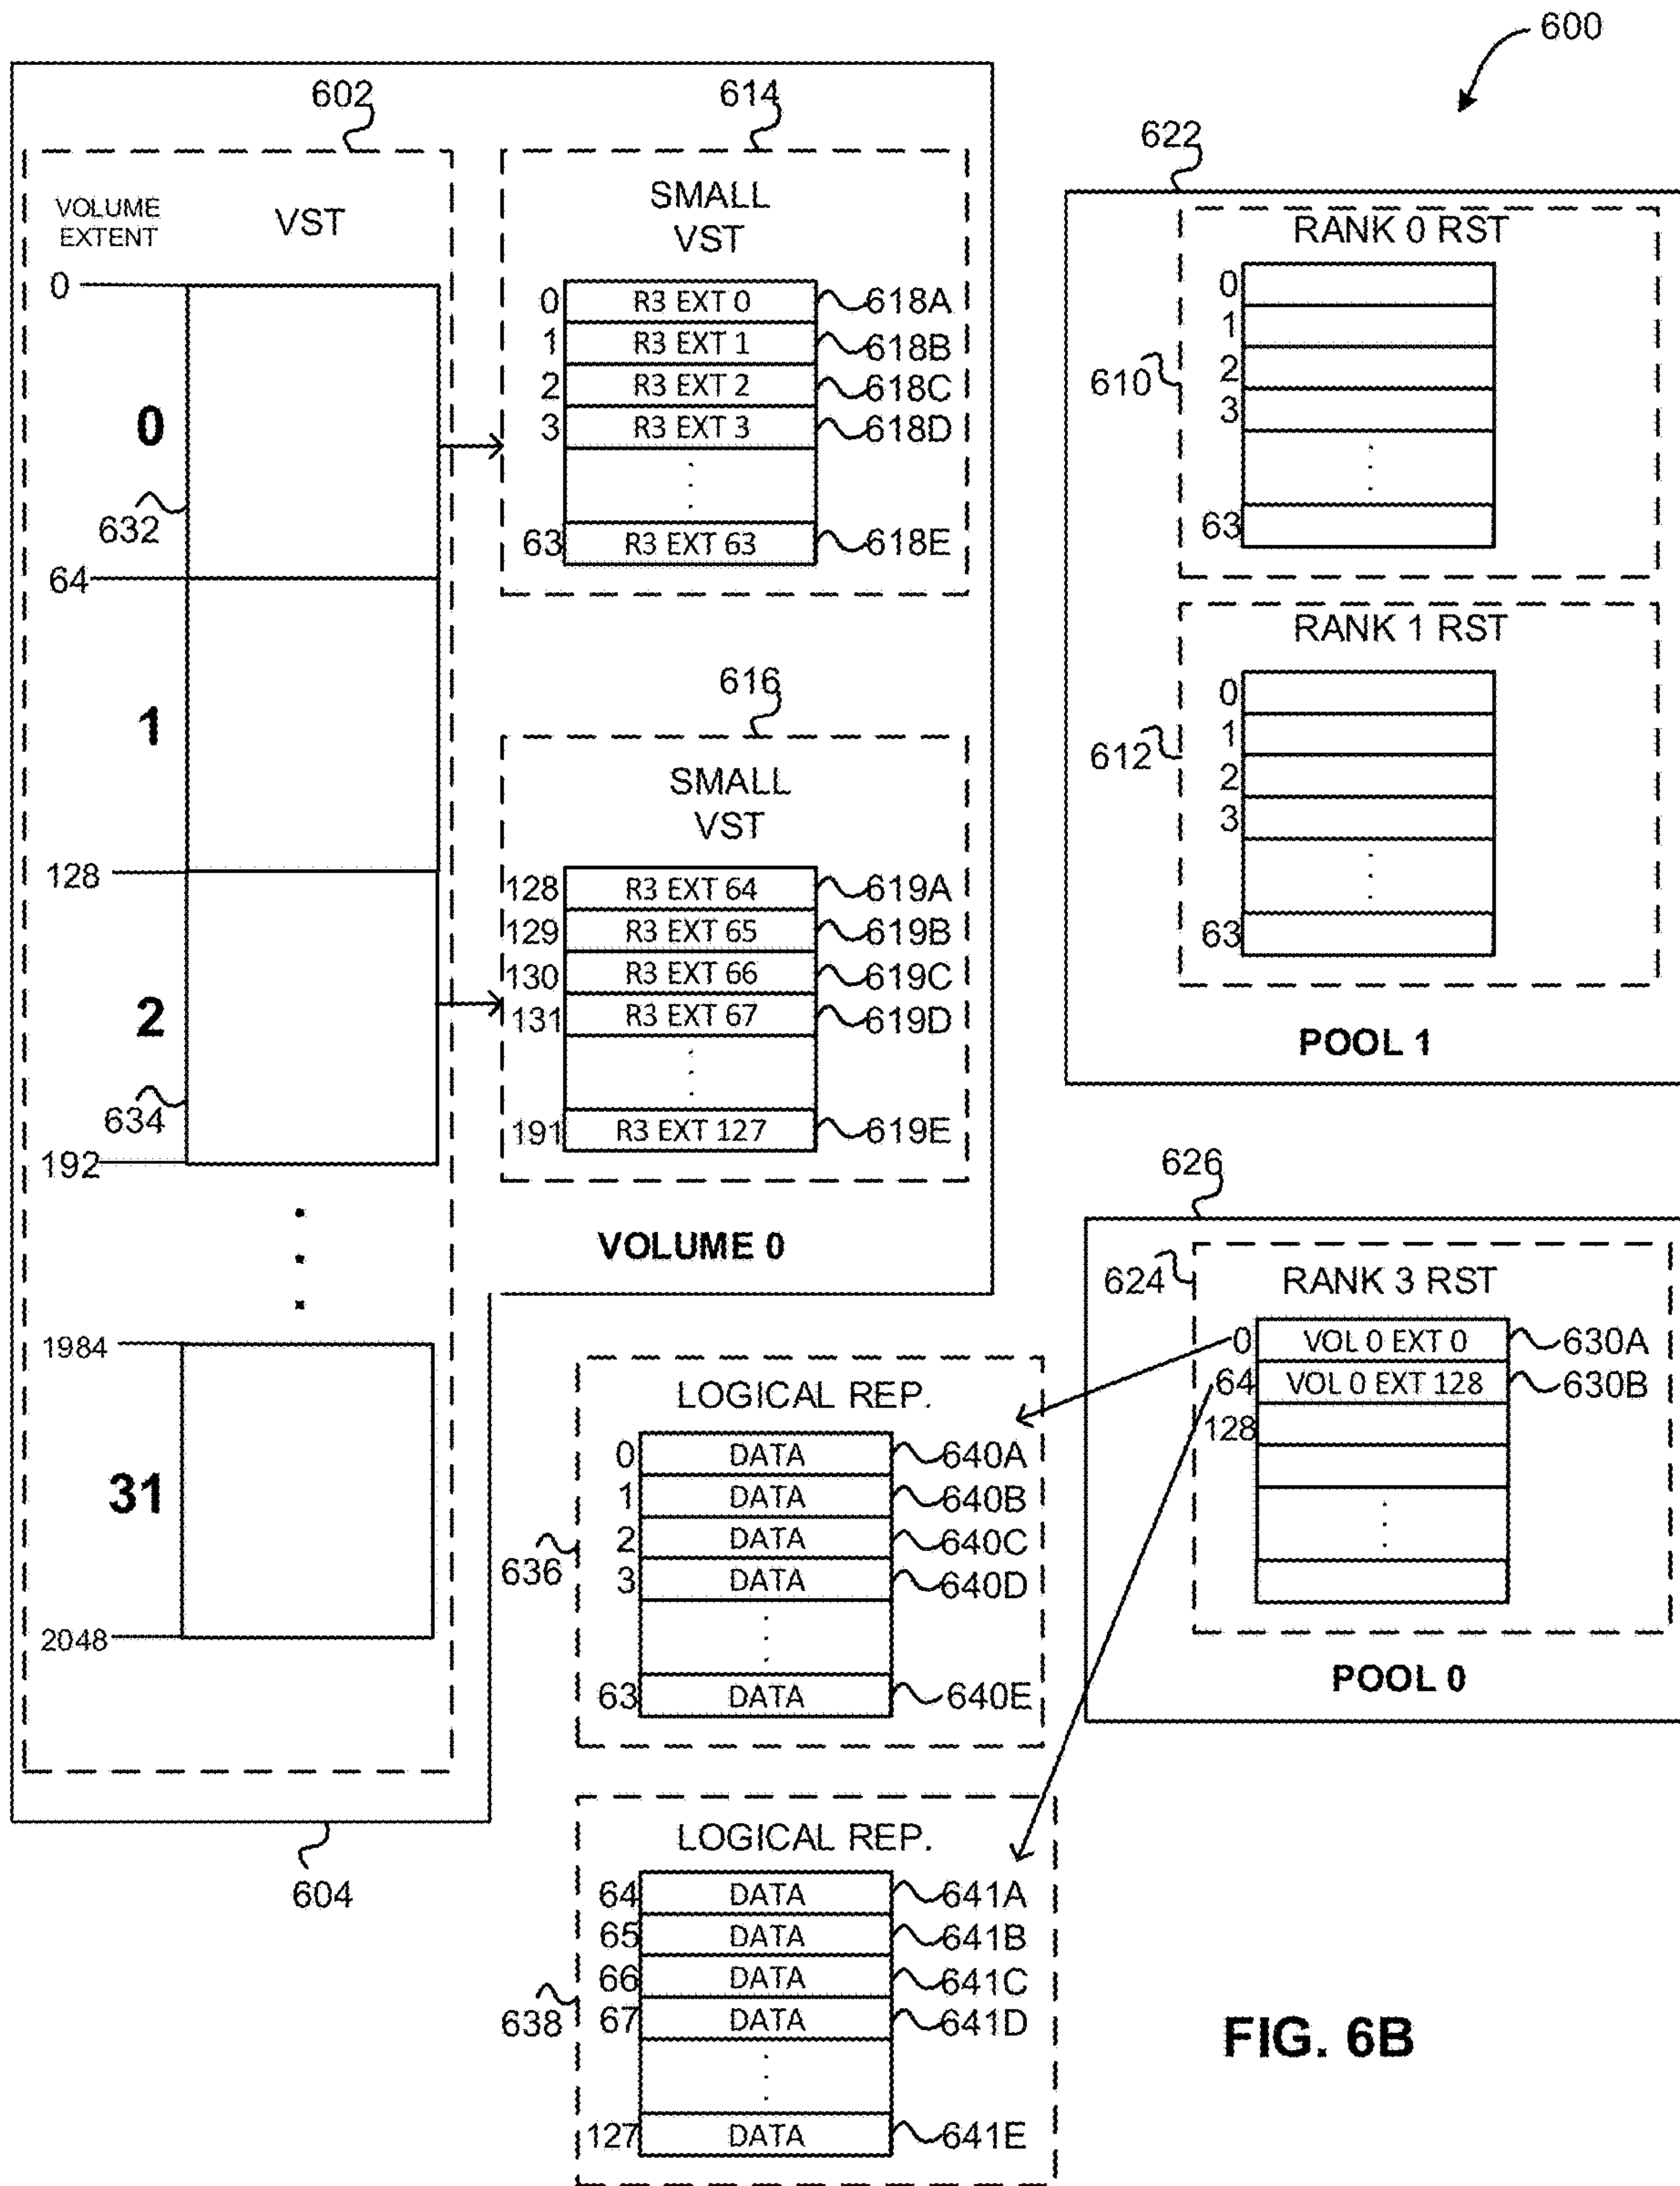 600
602
614
622
VOLUME
EXTENT
VST
0
0
632
64
1
128
2
634
192
1984
31
2048
604
SMALL
VST
0 R3 EXT 0 618A
1 R3 EXT 1 618B
2 R3 EXT 2 618C
3 R3 EXT 3 618D
63 R3 EXT 63 618E
616
SMALL
VST
128 R3 EXT 64 619A
129 R3 EXT 65 619B
130 R3 EXT 66 619C
131 R3 EXT 67 619D
191 R3 EXT 127 619E
VOLUME 0
RANK 0 RST
0
1
610
2
3
63
RANK 1 RST
0
1
612
2
3
63
POOL 1
626
624
RANK 3 RST
0 VOL 0 EXT 0 630A
64 VOL 0 EXT 128 630B
128
POOL 0
LOGICAL REP.
0 DATA 640A
1 DATA 640B
2 DATA 640C
636
3 DATA 640D
63 DATA 640E
LOGICAL REP.
64 DATA 641A
65 DATA 641B
66 DATA 641C
638
67 DATA 641D
127 DATA 641E
FIG. 6B